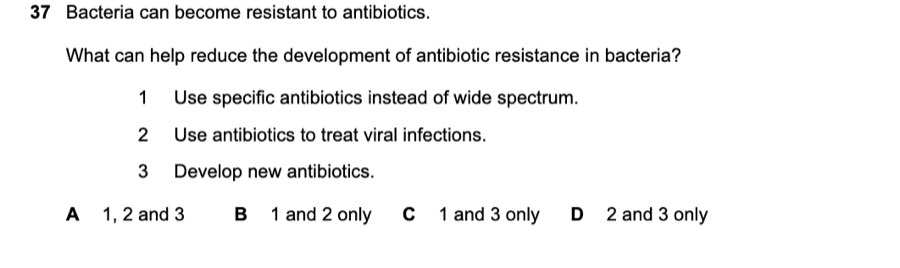 37 Bacteria can become resistant to antibiotics.
What can help reduce the development of antibiotic resistance in bacteria?
1 Use specific antibiotics instead of wide spectrum.
2 Use antibiotics to treat viral infections.
3 Develop new antibiotics.
A 1, 2 and 3 B 1 and 2 only C 1 and 3 only D 2 and 3 only